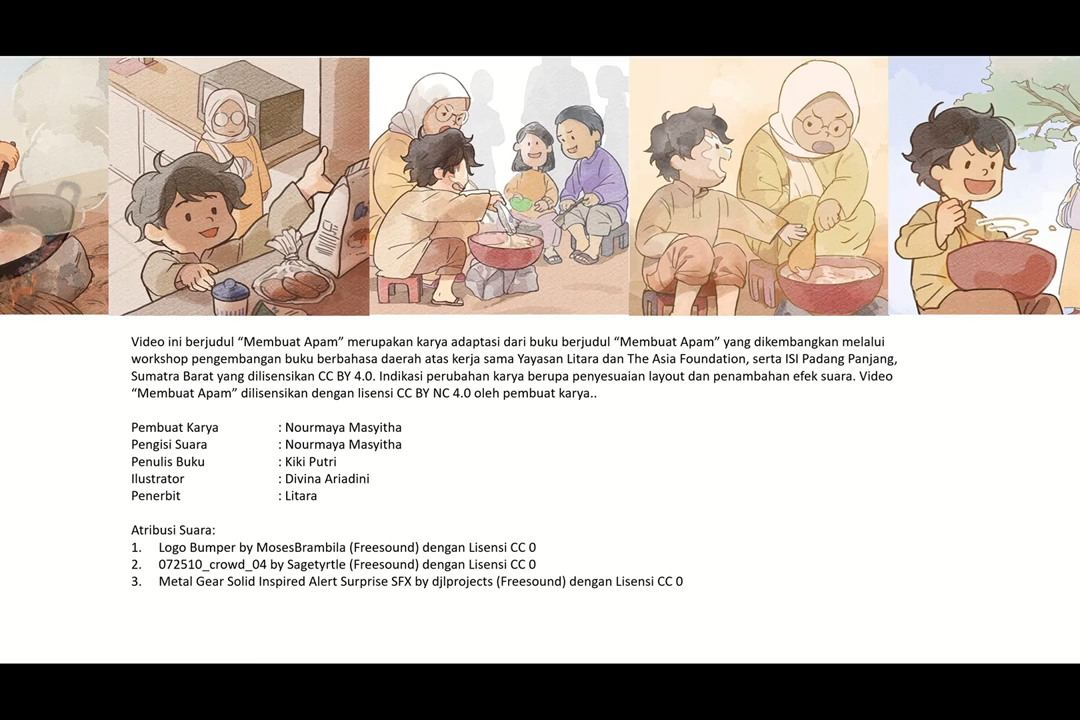 Video ini berjudul “Membuat Apam” merupakan karya adaptasi dari buku berjudul “Membuat Apam” yang dikembangkan melalui
workshop pengembangan buku berbahasa daerah atas kerja sama Yayasan Litara dan The Asia Foundation, serta ISI Padang Panjang,
Sumatra Barat yang dilisensikan CC BY 4.0. Indikasi perubahan karya berupa penyesuaian layout dan penambahan efek suara. Video
“Membuat Apam” dilisensikan dengan lisensi CC BY NC 4.0 oleh pembuat karya..
Pembuat Karya : Nourmaya Masyitha
Pengisi Suara : Nourmaya Masyitha
Penulis Buku : Kiki Putri
Ilustrator : Divina Ariadini
Penerbit : Litara
Atribusi Suara:
1. Logo Bumper by MosesBrambila (Freesound) dengan Lisensi CC 0
2. 072510_crowd_04 by Sagetyrtle (Freesound) dengan Lisensi CC 0
3. Metal Gear Solid Inspired Alert Surprise SFX by djlprojects (Freesound) dengan Lisensi CC 0